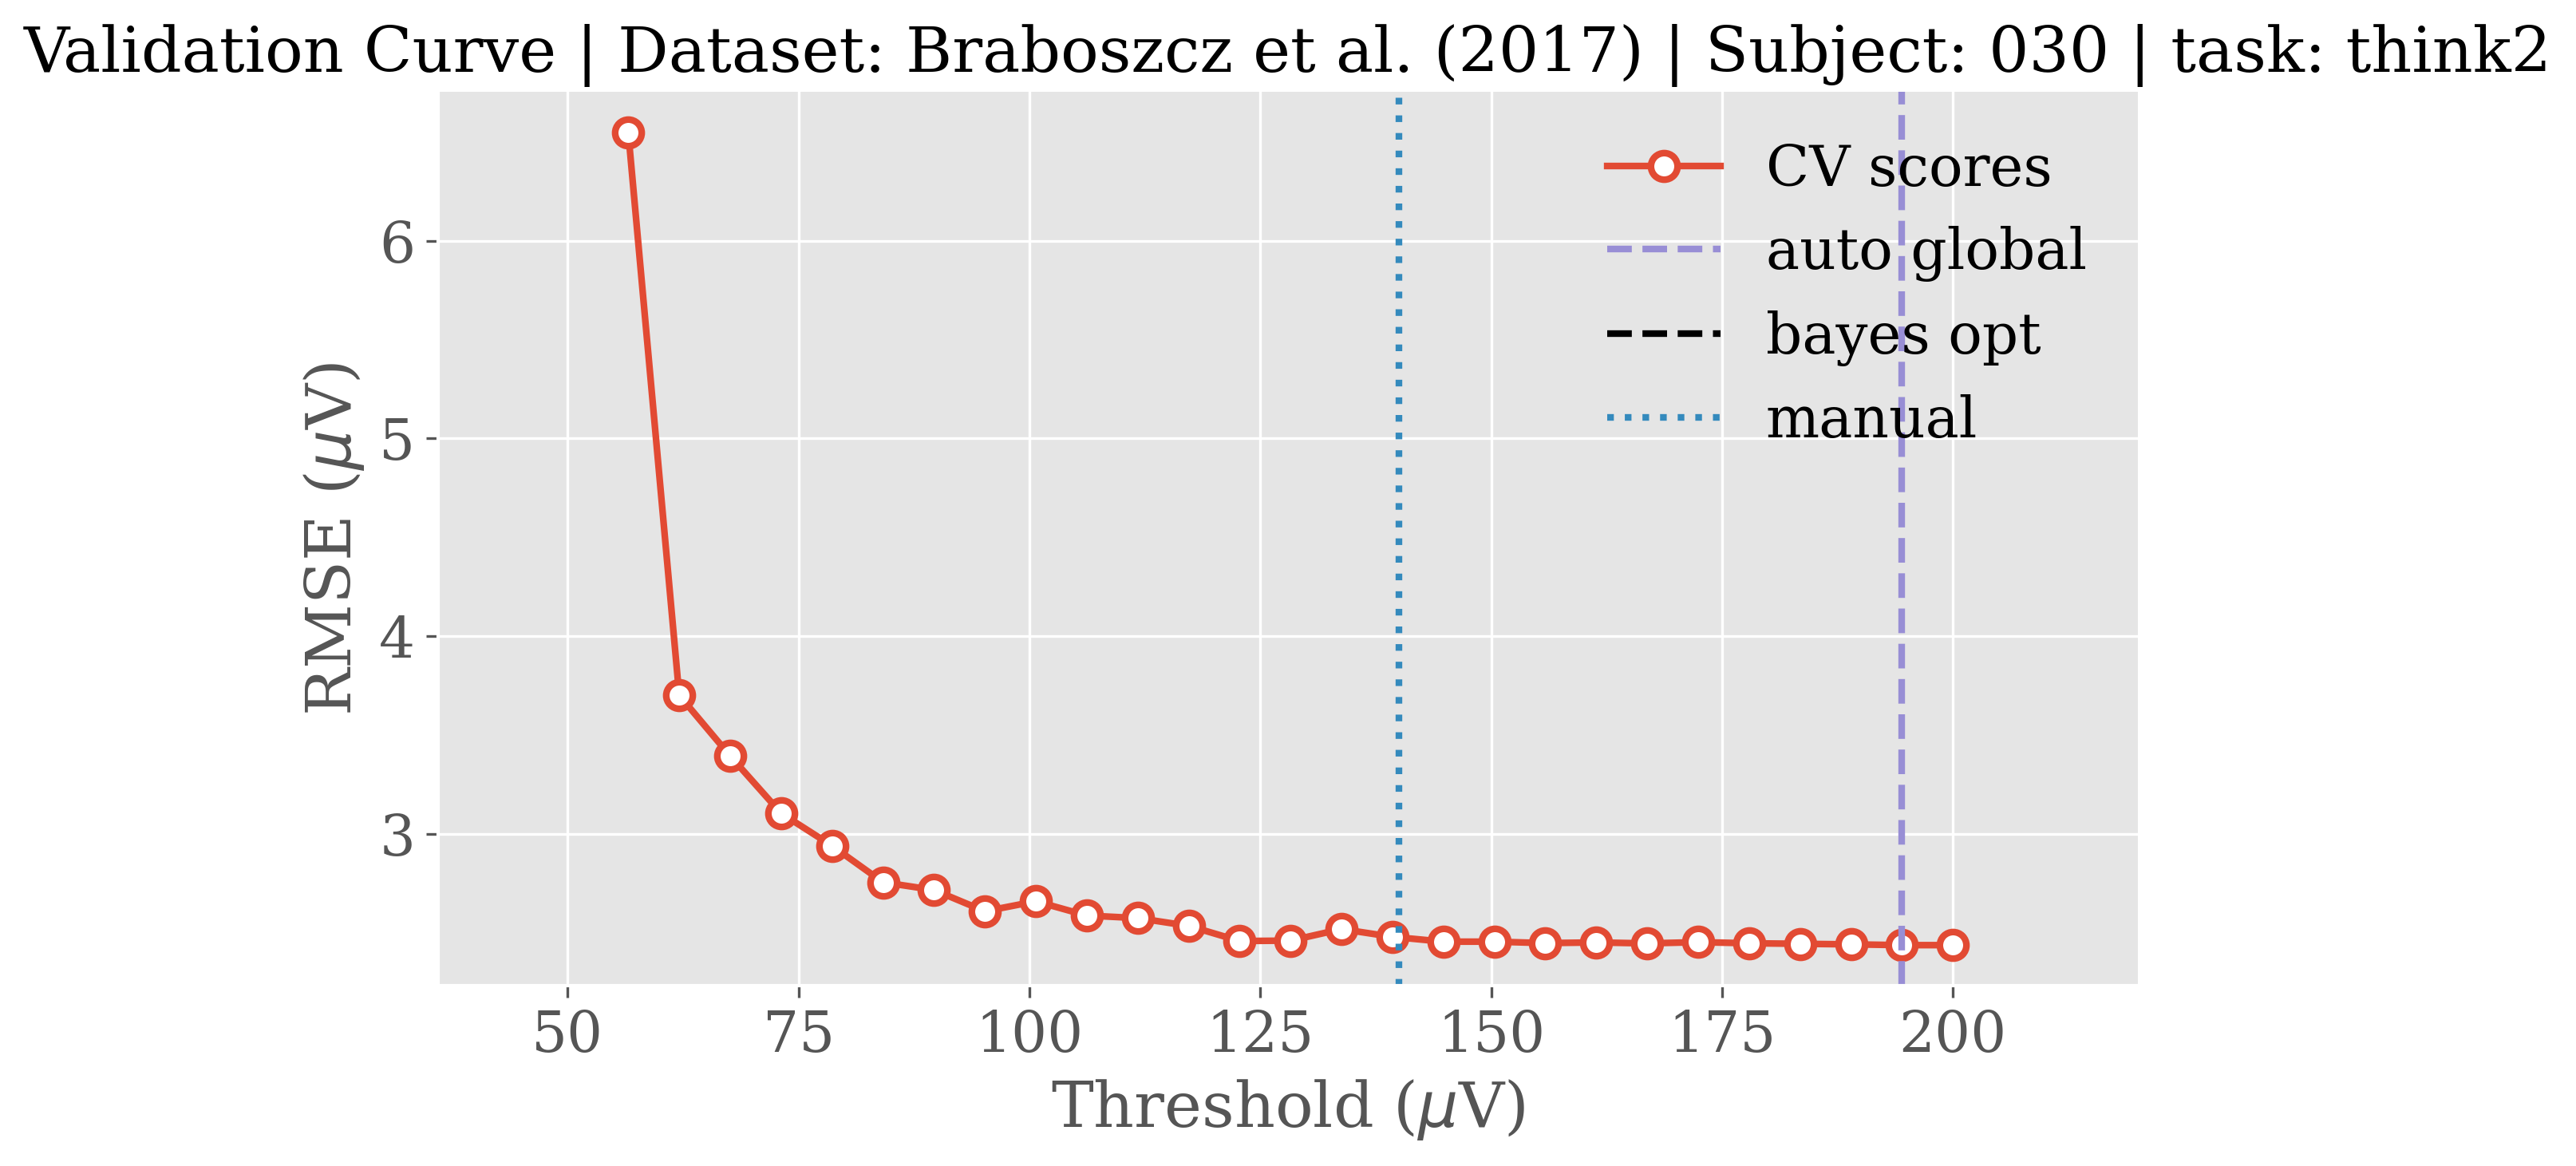 Validation Curve | Dataset: Braboszcz et al. (2017) | Subject: 030 | task: think2
CV scores
auto global
bayes opt
manual
RMSE (μV)
6
5
4
3
50 75 100 125 150 175 200
Threshold (μV)